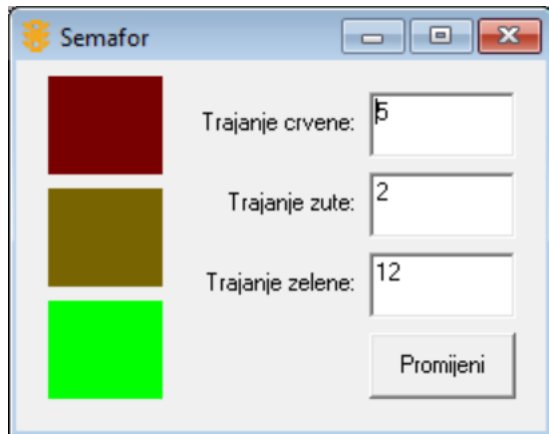 Semafor
Trajanje crvene: 5
Trajanje zute: 2
Trajanje zelene: 12
Promijeni